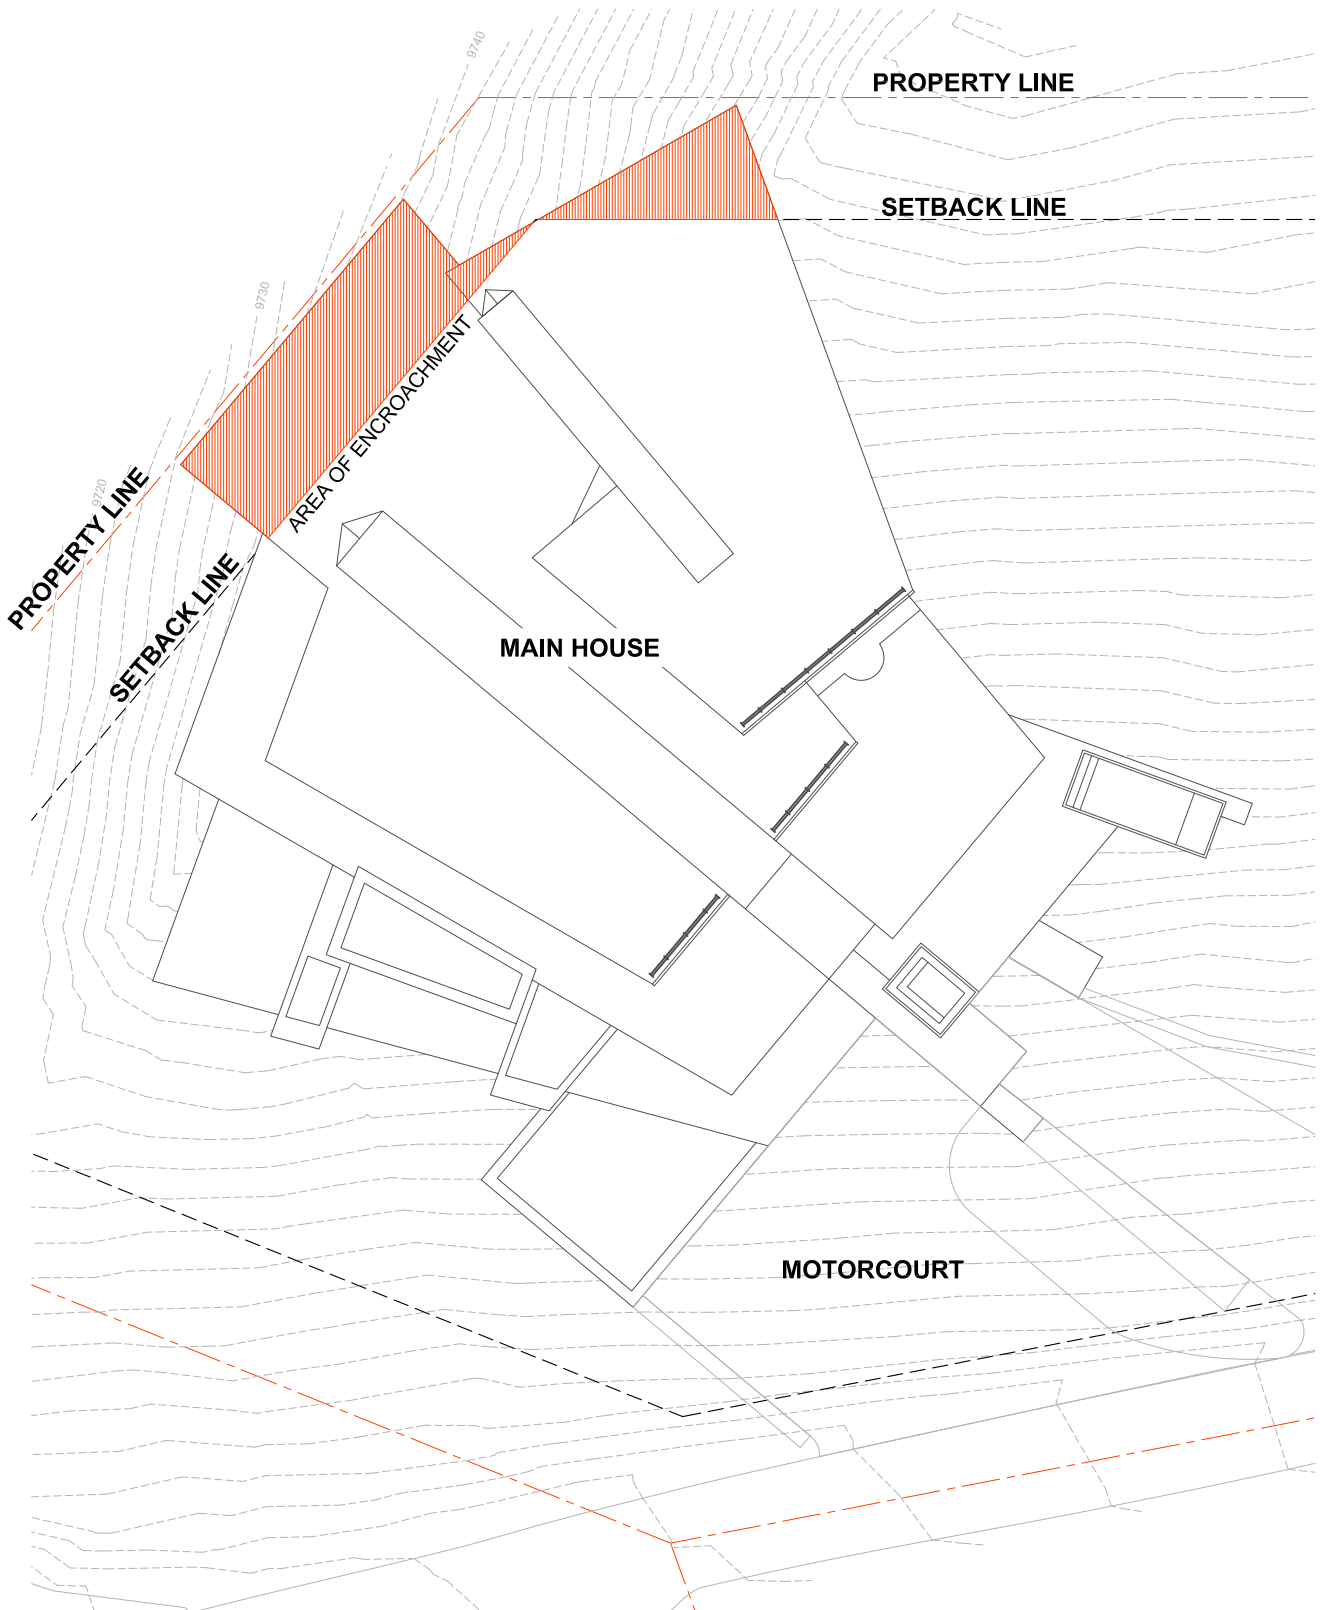 9740
PROPERTY LINE
SETBACK LINE
9730
AREA OF ENCROACHMENT
9720
PROPERTY LINE
SETBACK LINE
MAIN HOUSE
MOTORCOURT